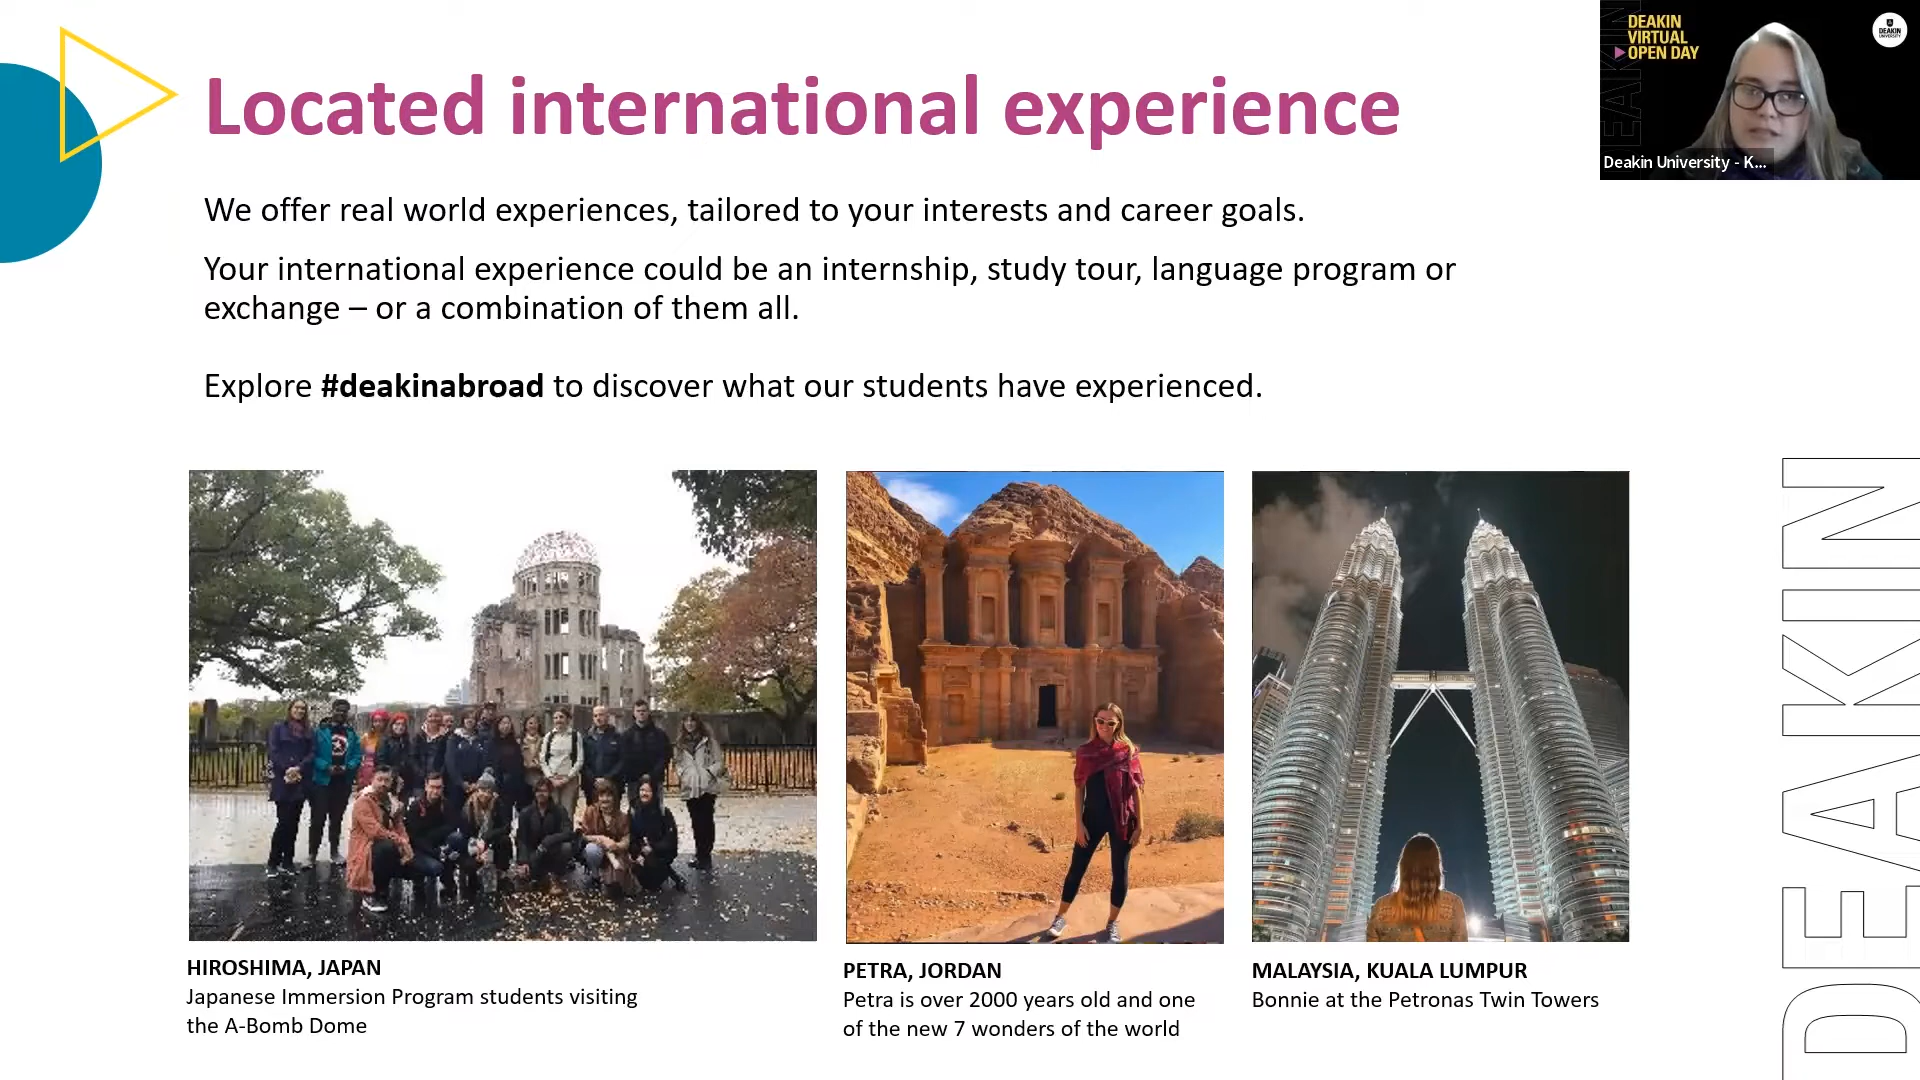 Located international experience
We offer real world experiences, tailored to your interests and career goals.
Your international experience could be an internship, study tour, language program or
exchange – or a combination of them all.
Explore #deakinabroad to discover what our students have experienced.
HIROSHIMA, JAPAN
Japanese Immersion Program students visiting
the A-Bomb Dome
PETRA, JORDAN
Petra is over 2000 years old and one
of the new 7 wonders of the world
MALAYSIA, KUALA LUMPUR
Bonnie at the Petronas Twin Towers
DEAKIN
DEAKIN
VIRTUAL
OPEN DAY
DEAKIN
UNIVERSITY
DEAKIN
Deakin University - K...